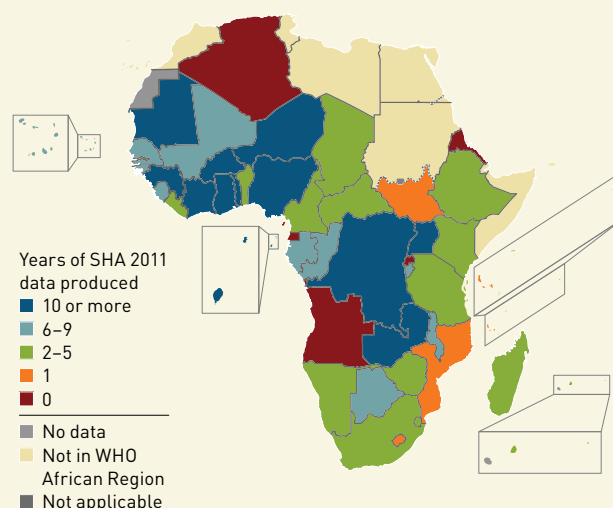 Years of SHA 2011
data produced
10 or more
6–9
2–5
1
0
No data
Not in WHO
African Region
Not applicable